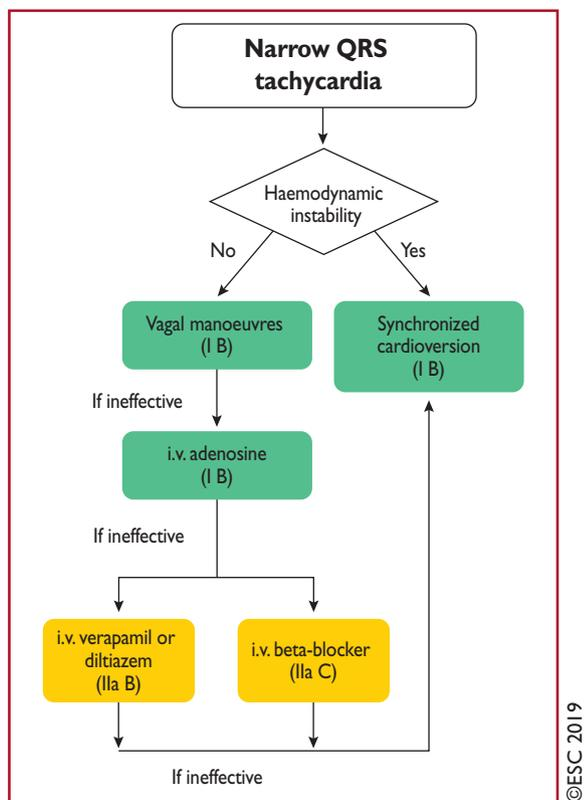 Narrow QRS
tachycardia
Haemodynamic
instability
No
Yes
Vagal manoeuvres
(I B)
Synchronized
cardioversion
(I B)
If ineffective
i.v. adenosine
(I B)
If ineffective
i.v. verapamil or
diltiazem
(IIa B)
i.v. beta-blocker
(IIa C)
If ineffective
©ESC 2019